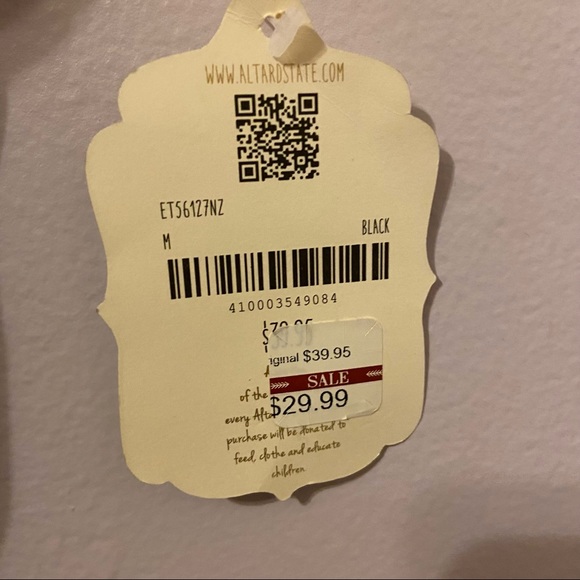 WWW.ALTARDSTATE.COM
ET56127NZ
M BLACK
410003549084
iginal $39.95
SALE
$29.99
of the
every Alt
purchase will be donated to
feed, clothe and educate
children.